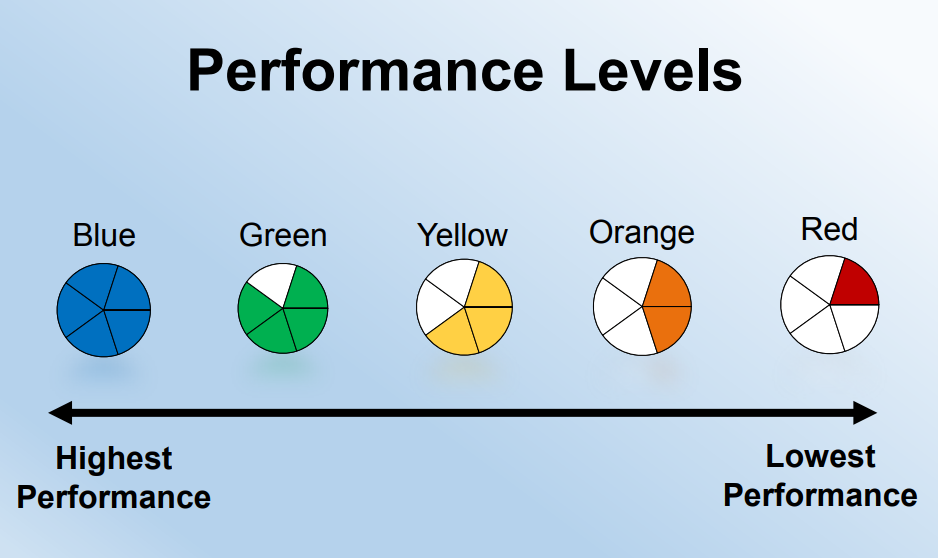 Performance Levels
Blue
Green
Yellow
Orange
Red
Highest
Performance
Lowest
Performance